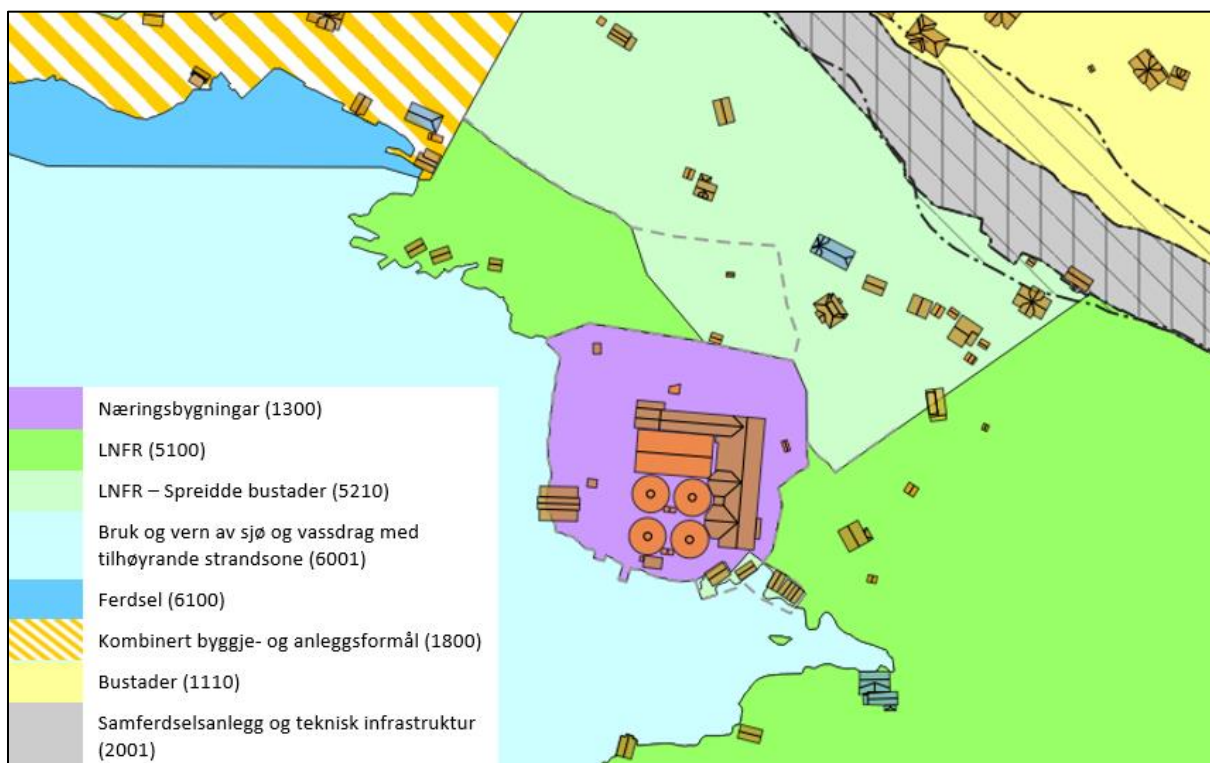 Næringsbygningar (1300)
LNFR (5100)
LNFR – Spreidde bustader (5210)
Bruk og vern av sjø og vassdrag med
tilhøyrande strandsone (6001)
Ferdsel (6100)
Kombinert byggje- og anleggsformål (1800)
Bustader (1110)
Samferdselsanlegg og teknisk infrastruktur
(2001)